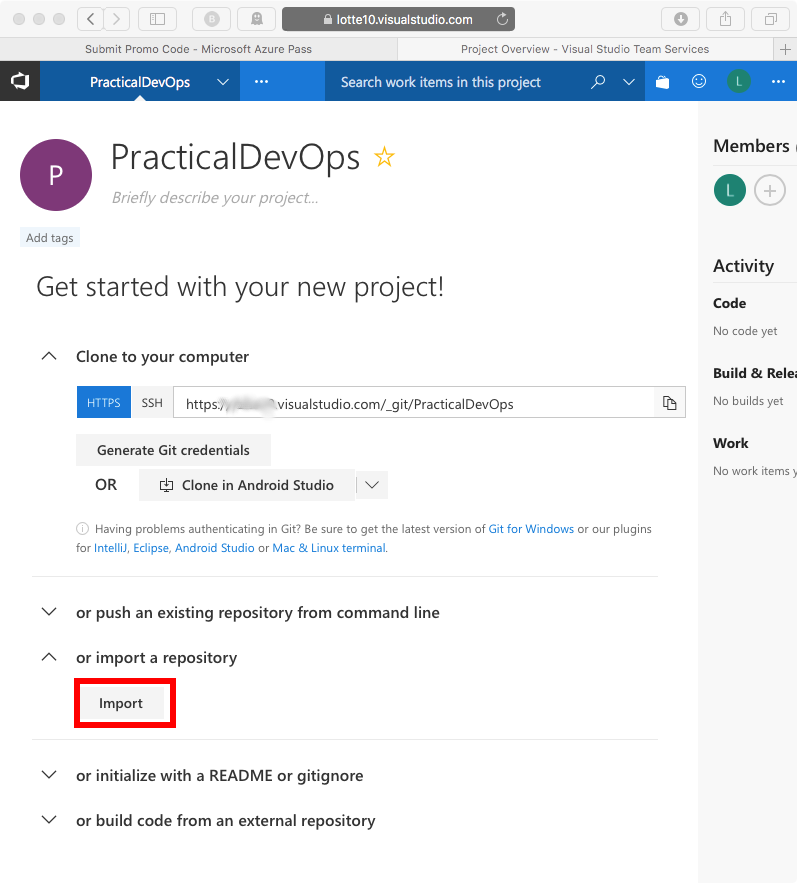 lotte10.visualstudio.com
Submit Promo Code - Microsoft Azure Pass
Project Overview - Visual Studio Team Services
PracticalDevOps
Search work items in this project
L
P
PracticalDevOps
Briefly describe your project...
Add tags
Get started with your new project!
Clone to your computer
HTTPS
SSH
https:/ .visualstudio.com/_git/PracticalDevOps
Generate Git credentials
OR
Clone in Android Studio
Having problems authenticating in Git? Be sure to get the latest version of Git for Windows or our plugins
for IntelliJ, Eclipse, Android Studio or Mac & Linux terminal.
or push an existing repository from command line
or import a repository
Import
or initialize with a README or gitignore
or build code from an external repository
Members
L
Activity
Code
No code yet
Build & Relea
No builds yet
Work
No work items y